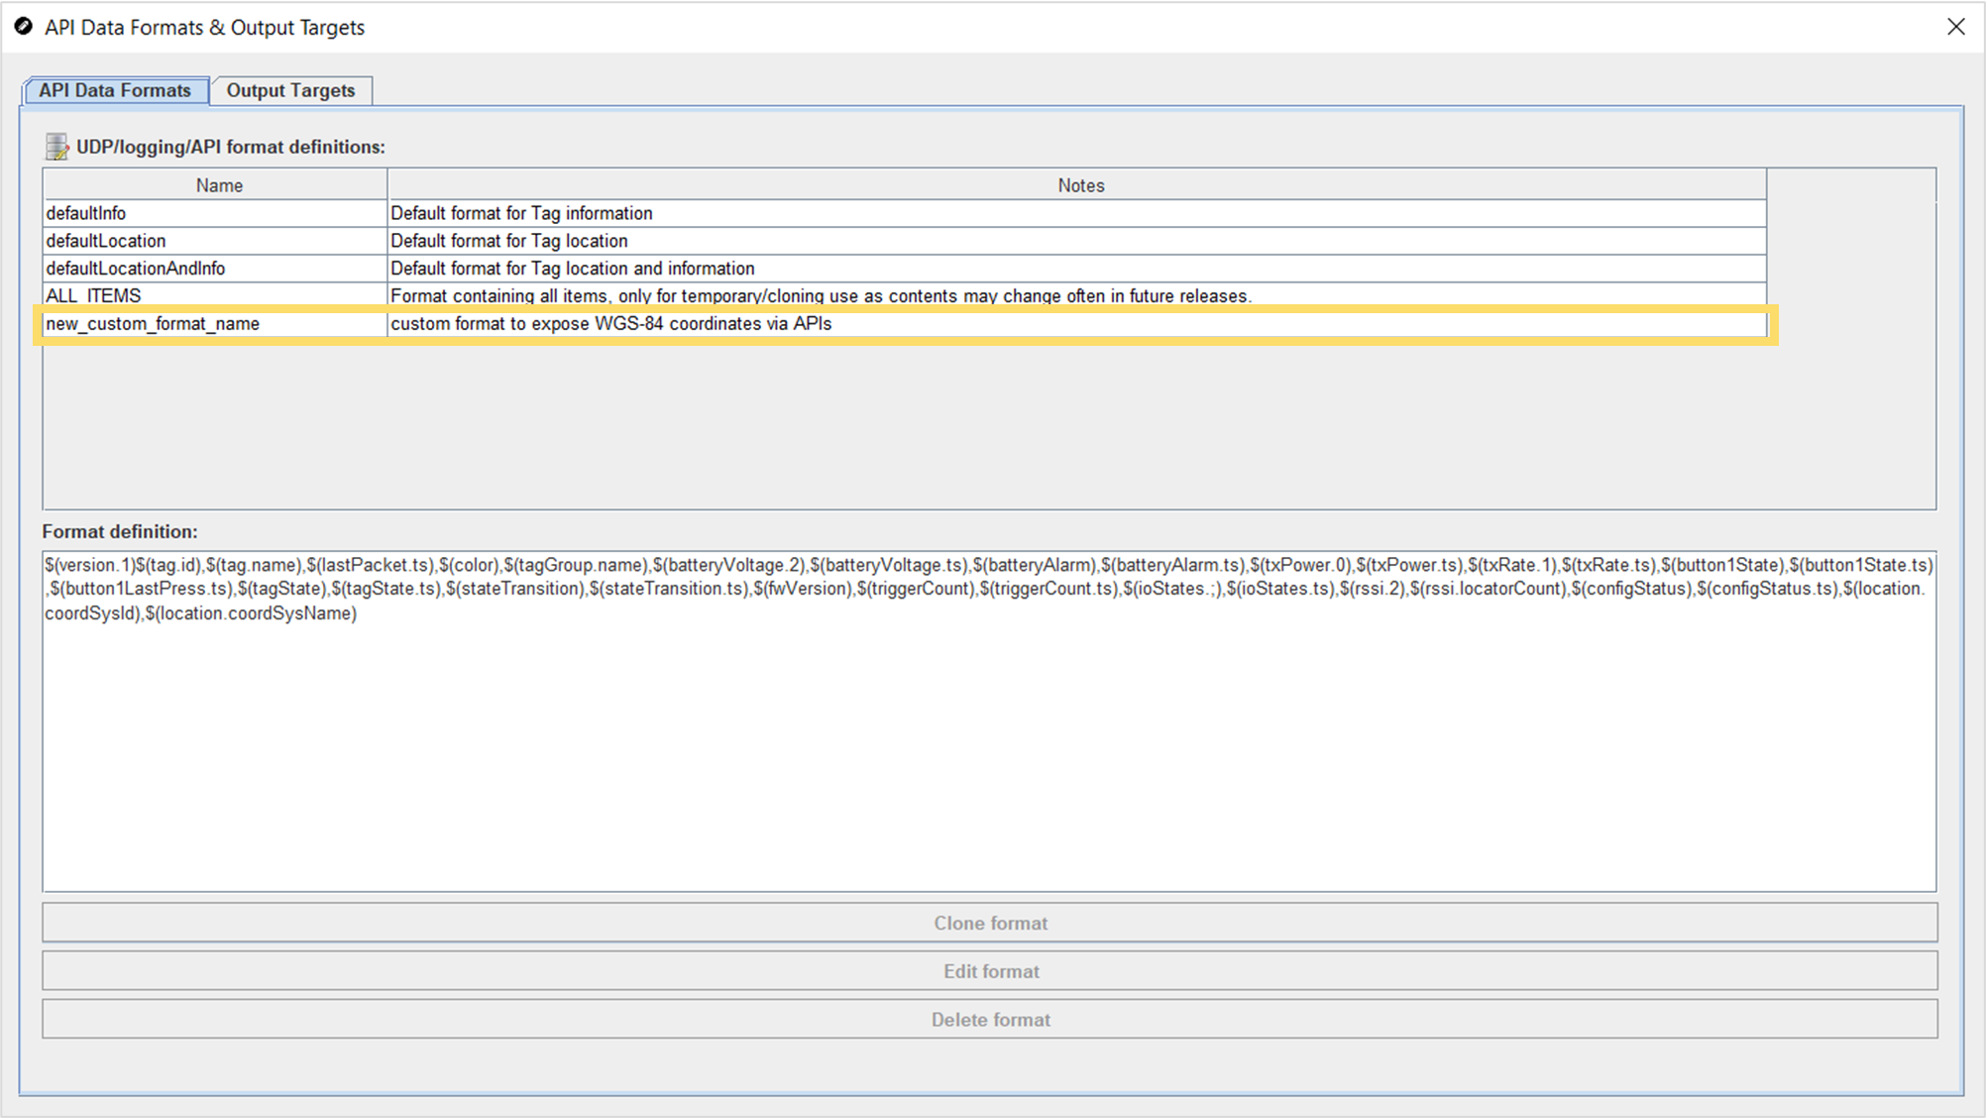 API Data Formats & Output Targets
API Data Formats Output Targets
UDP/logging/API format definitions:
Name Notes
defaultInfo Default format for Tag information
defaultLocation Default format for Tag location
defaultLocationAndInfo Default format for Tag location and information
ALL_ITEMS Format containing all items, only for temporary/cloning use as contents may change often in future releases.
new_custom_format_name custom format to expose WGS-84 coordinates via APIs
Format definition:
$(version.1)$(tag.id),$(tag.name),$(lastPacket.ts),$(color),$(tagGroup.name),$(batteryVoltage.2),$(batteryVoltage.ts),$(batteryAlarm),$(batteryAlarm.ts),$(txPower.0),$(txPower.ts),$(txRate.1),$(txRate.ts),$(button1State),$(button1State.ts)
,$(button1LastPress.ts),$(tagState),$(tagState.ts),$(stateTransition),$(stateTransition.ts),$(fwVersion),$(triggerCount),$(triggerCount.ts),$(ioStates.;),$(ioStates.ts),$(rssi.2),$(rssi.locatorCount),$(configStatus),$(configStatus.ts),$(location.
coordSysId),$(location.coordSysName)
Clone format
Edit format
Delete format